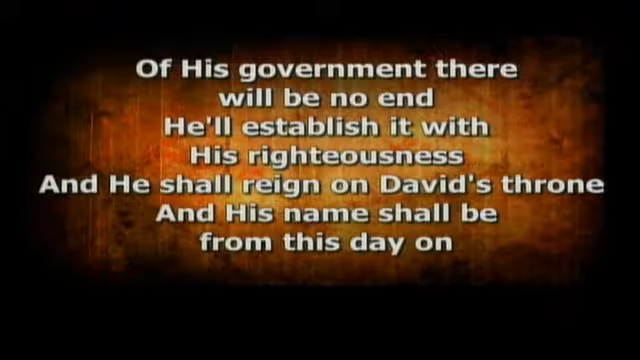 Of His government there
will be no end
He'll establish it with
His righteousness
And He shall reign on David's throne
And His name shall be
from this day on